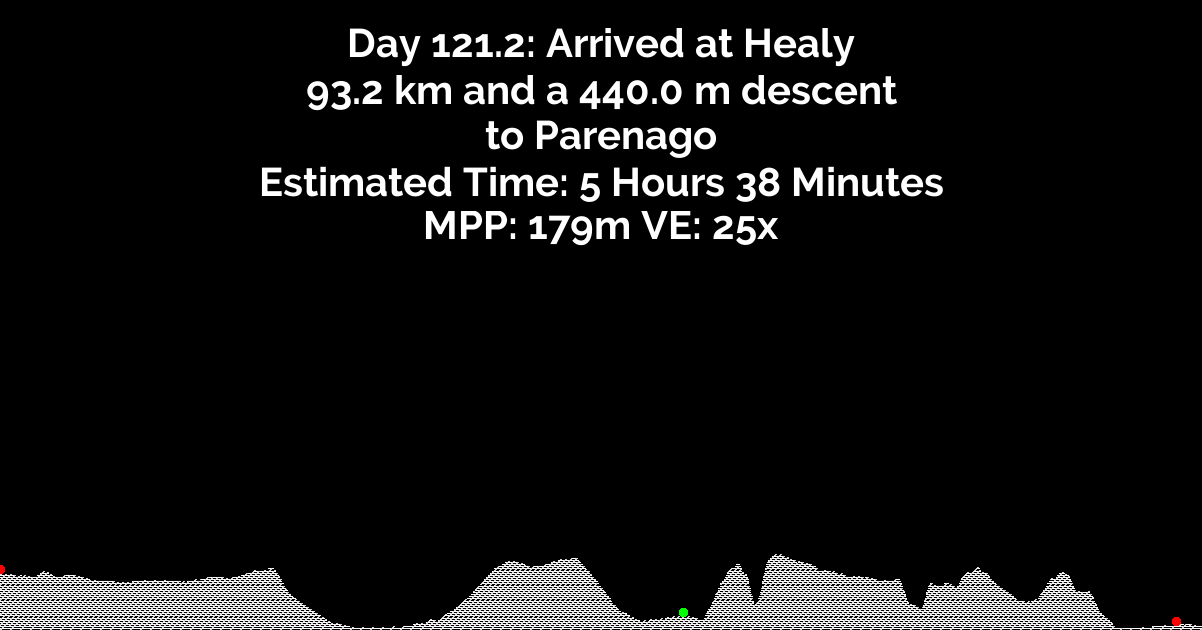 Day 121.2: Arrived at Healy
93.2 km and a 440.0 m descent
to Parenago
Estimated Time: 5 Hours 38 Minutes
MPP: 179m VE: 25x